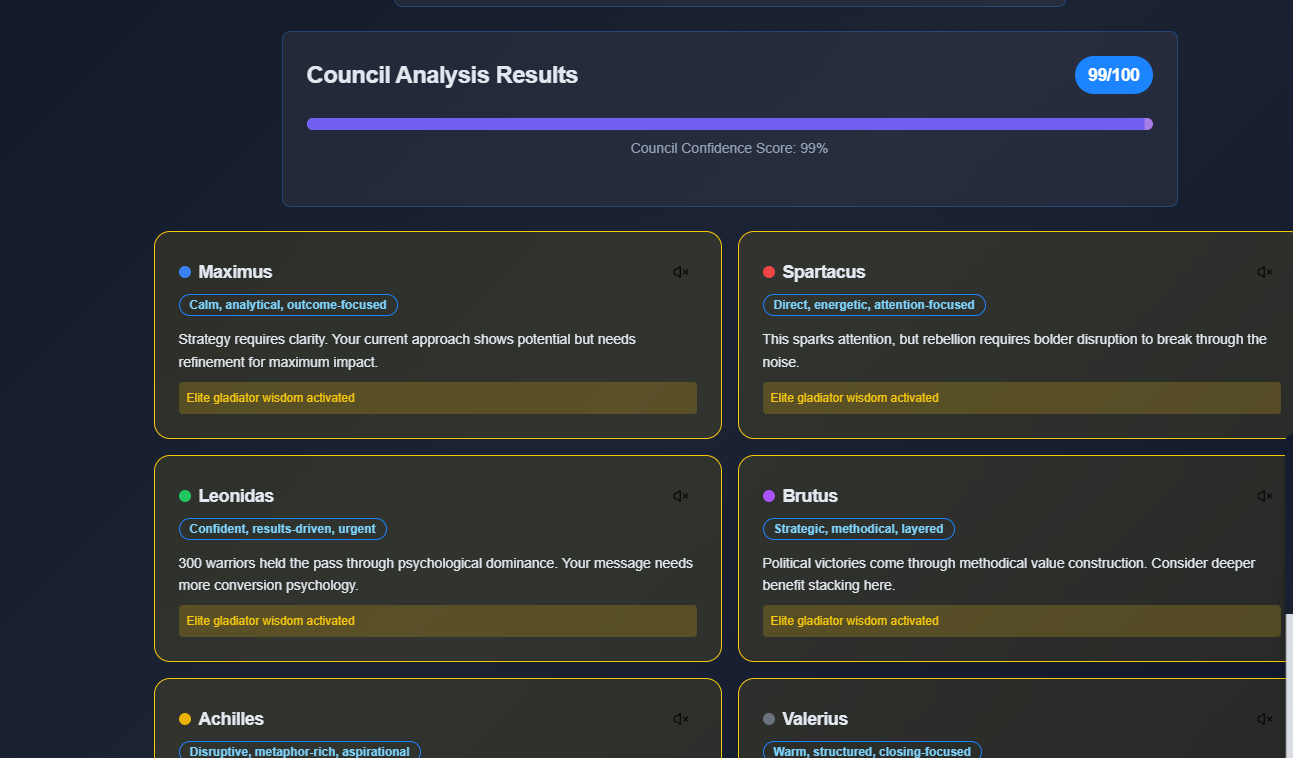 Council Analysis Results
99/100
Council Confidence Score: 99%
Maximus
Calm, analytical, outcome-focused
Strategy requires clarity. Your current approach shows potential but needs
refinement for maximum impact.
Elite gladiator wisdom activated
Spartacus
Direct, energetic, attention-focused
This sparks attention, but rebellion requires bolder disruption to break through the
noise.
Elite gladiator wisdom activated
Leonidas
Confident, results-driven, urgent
300 warriors held the pass through psychological dominance. Your message needs
more conversion psychology.
Elite gladiator wisdom activated
Brutus
Strategic, methodical, layered
Political victories come through methodical value construction. Consider deeper
benefit stacking here.
Elite gladiator wisdom activated
Achilles
Disruptive, metaphor-rich, aspirational
Valerius
Warm, structured, closing-focused